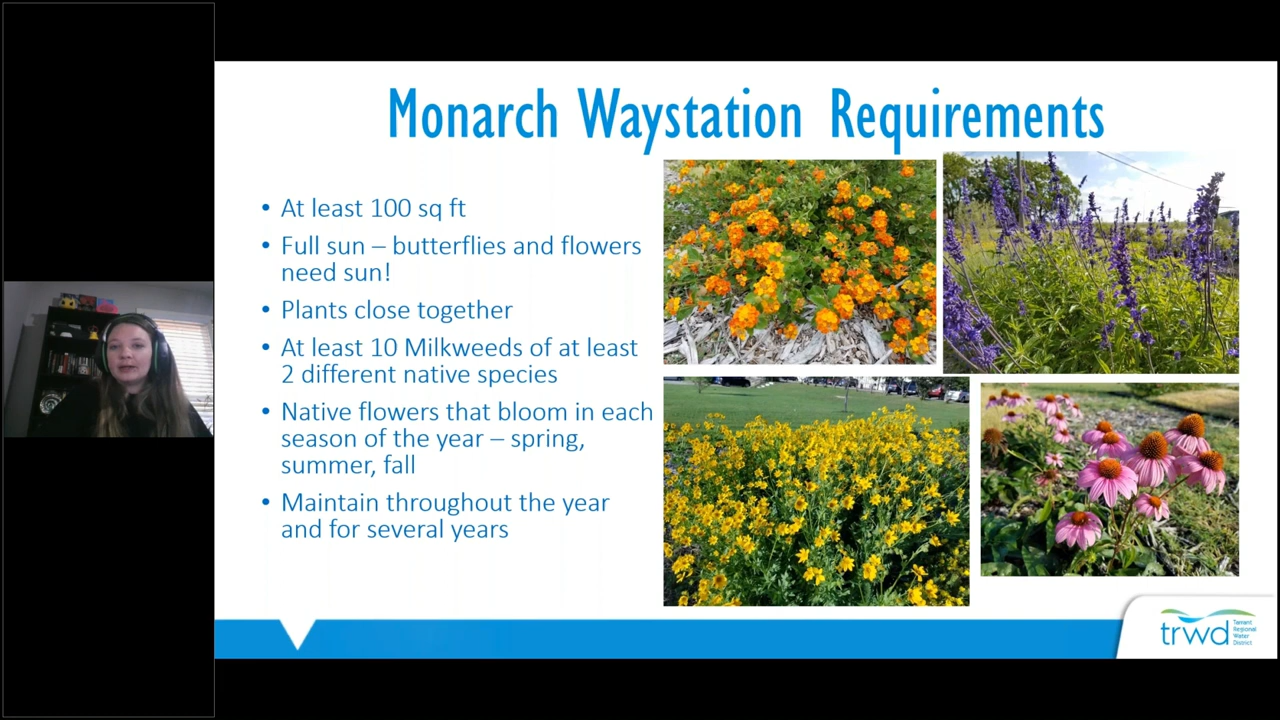 Monarch Waystation Requirements
• At least 100 sq ft
• Full sun – butterflies and flowers
need sun!
• Plants close together
• At least 10 Milkweeds of at least
2 different native species
• Native flowers that bloom in each
season of the year – spring,
summer, fall
• Maintain throughout the year
and for several years
trwd
Tarrant
Regional
Water
District